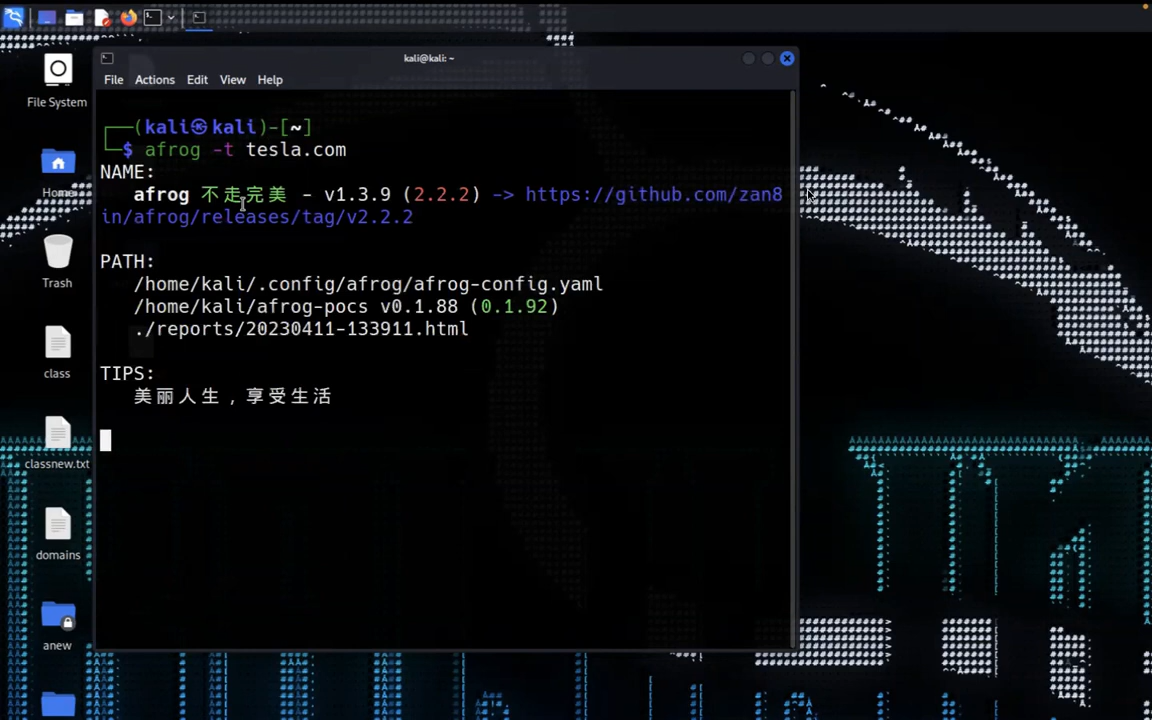 kali@kali: ~
File Actions Edit View Help
File System
Home
Trash
class
classnew.txt
domains
anew
(kali㉿kali)-[~]
$ afrog -t tesla.com
NAME:
afrog 不走完美 - v1.3.9 (2.2.2) -> https://github.com/zan8
in/afrog/releases/tag/v2.2.2
PATH:
/home/kali/.config/afrog/afrog-config.yaml
/home/kali/afrog-pocs v0.1.88 (0.1.92)
./reports/20230411-133911.html
TIPS:
美丽人生，享受生活